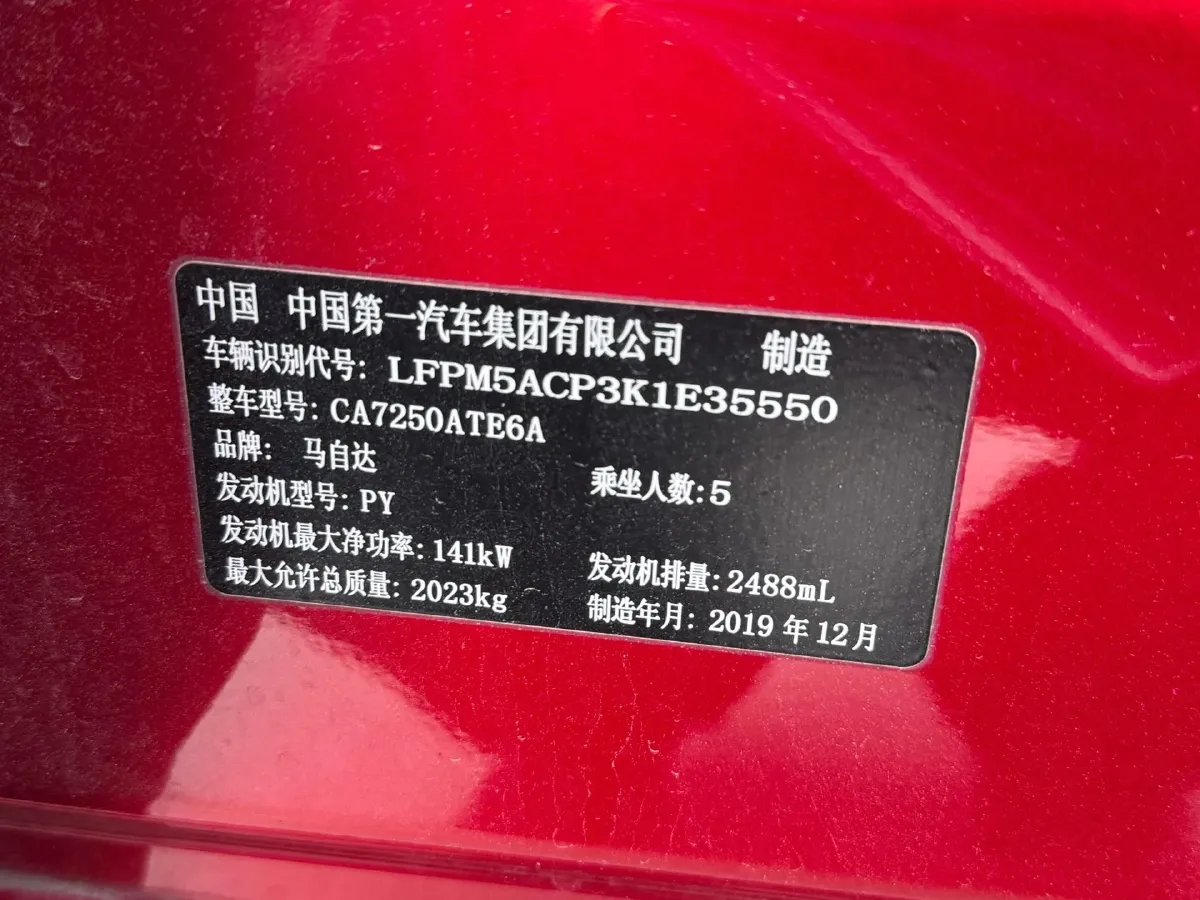 中国 中国第一汽车集团有限公司 制造
车辆识别代号: LFPM5ACP3K1E35550
整车型号: CA7250ATE6A
品牌: 马自达 乘坐人数: 5
发动机型号: PY
发动机最大净功率: 141kW 发动机排量: 2488mL
最大允许总质量: 2023kg 制造年月: 2019 年 12 月